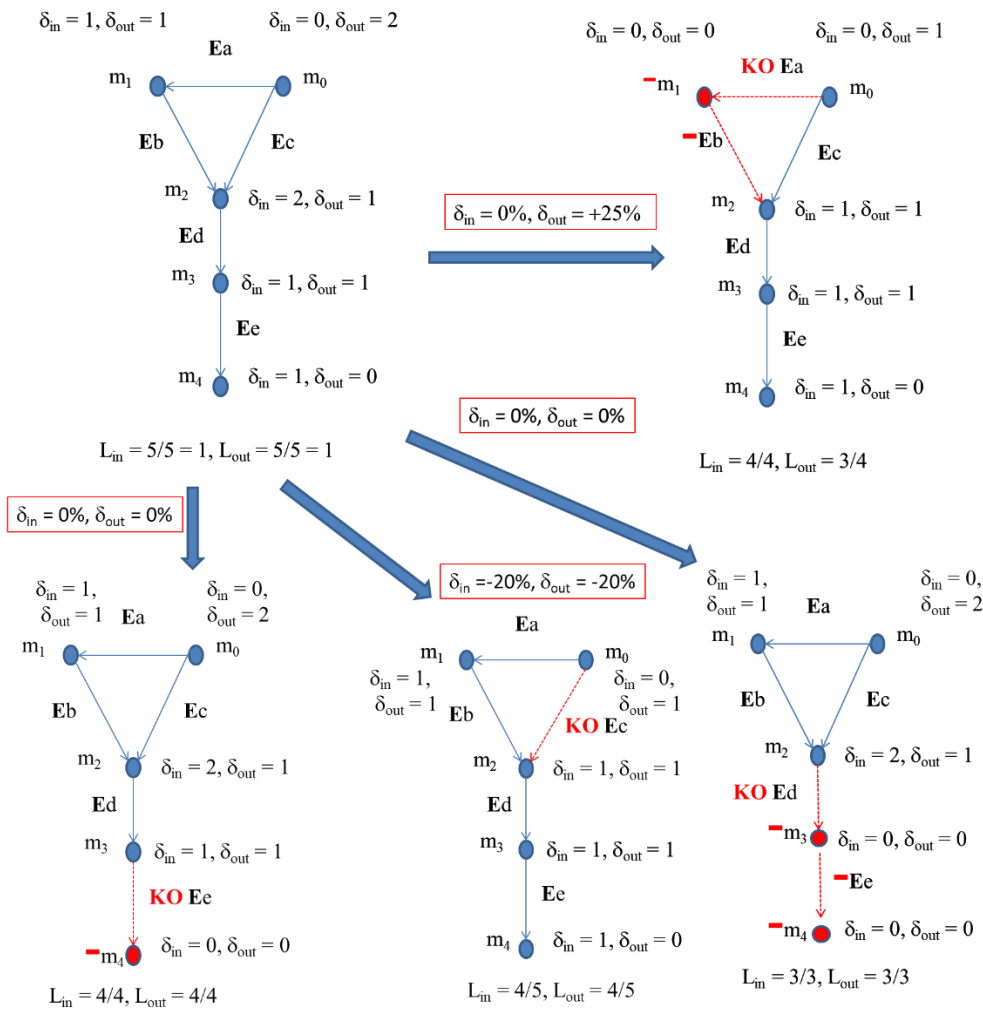 δin = 1, δout = 1
δin = 0, δout = 2
Ea
m1
m0
Eb
Ec
m2
δin = 2, δout = 1
Ed
m3
δin = 1, δout = 1
Ee
m4
δin = 1, δout = 0
Lin = 5/5 = 1, Lout = 5/5 = 1
δin = 0%, δout = +25%
δin = 0, δout = 0
δin = 0, δout = 1
KO Ea
-m1
m0
-Eb
Ec
m2
δin = 1, δout = 1
Ed
m3
δin = 1, δout = 1
Ee
m4
δin = 1, δout = 0
Lin = 4/4, Lout = 3/4
δin = 0%, δout = 0%
δin = 0%, δout = 0%
δin =-20%, δout = -20%
δin = 1,
δout = 1
δin = 0,
δout = 2
Ea
m1
m0
Eb
Ec
m2
δin = 2, δout = 1
Ed
m3
δin = 1, δout = 1
KO Ee
-m4
δin = 0, δout = 0
Lin = 4/4, Lout = 4/4
Ea
m1
m0
δin = 1,
δout = 1
δin = 0,
δout = 1
Eb
KO Ec
m2
δin = 1, δout = 1
Ed
m3
δin = 1, δout = 1
Ee
m4
δin = 1, δout = 0
Lin = 4/5, Lout = 4/5
δin = 1,
δout = 1
δin = 0,
δout = 2
Ea
m1
m0
Eb
Ec
m2
δin = 2, δout = 1
KO Ed
-m3
δin = 0, δout = 0
-Ee
-m4
δin = 0, δout = 0
Lin = 3/3, Lout = 3/3